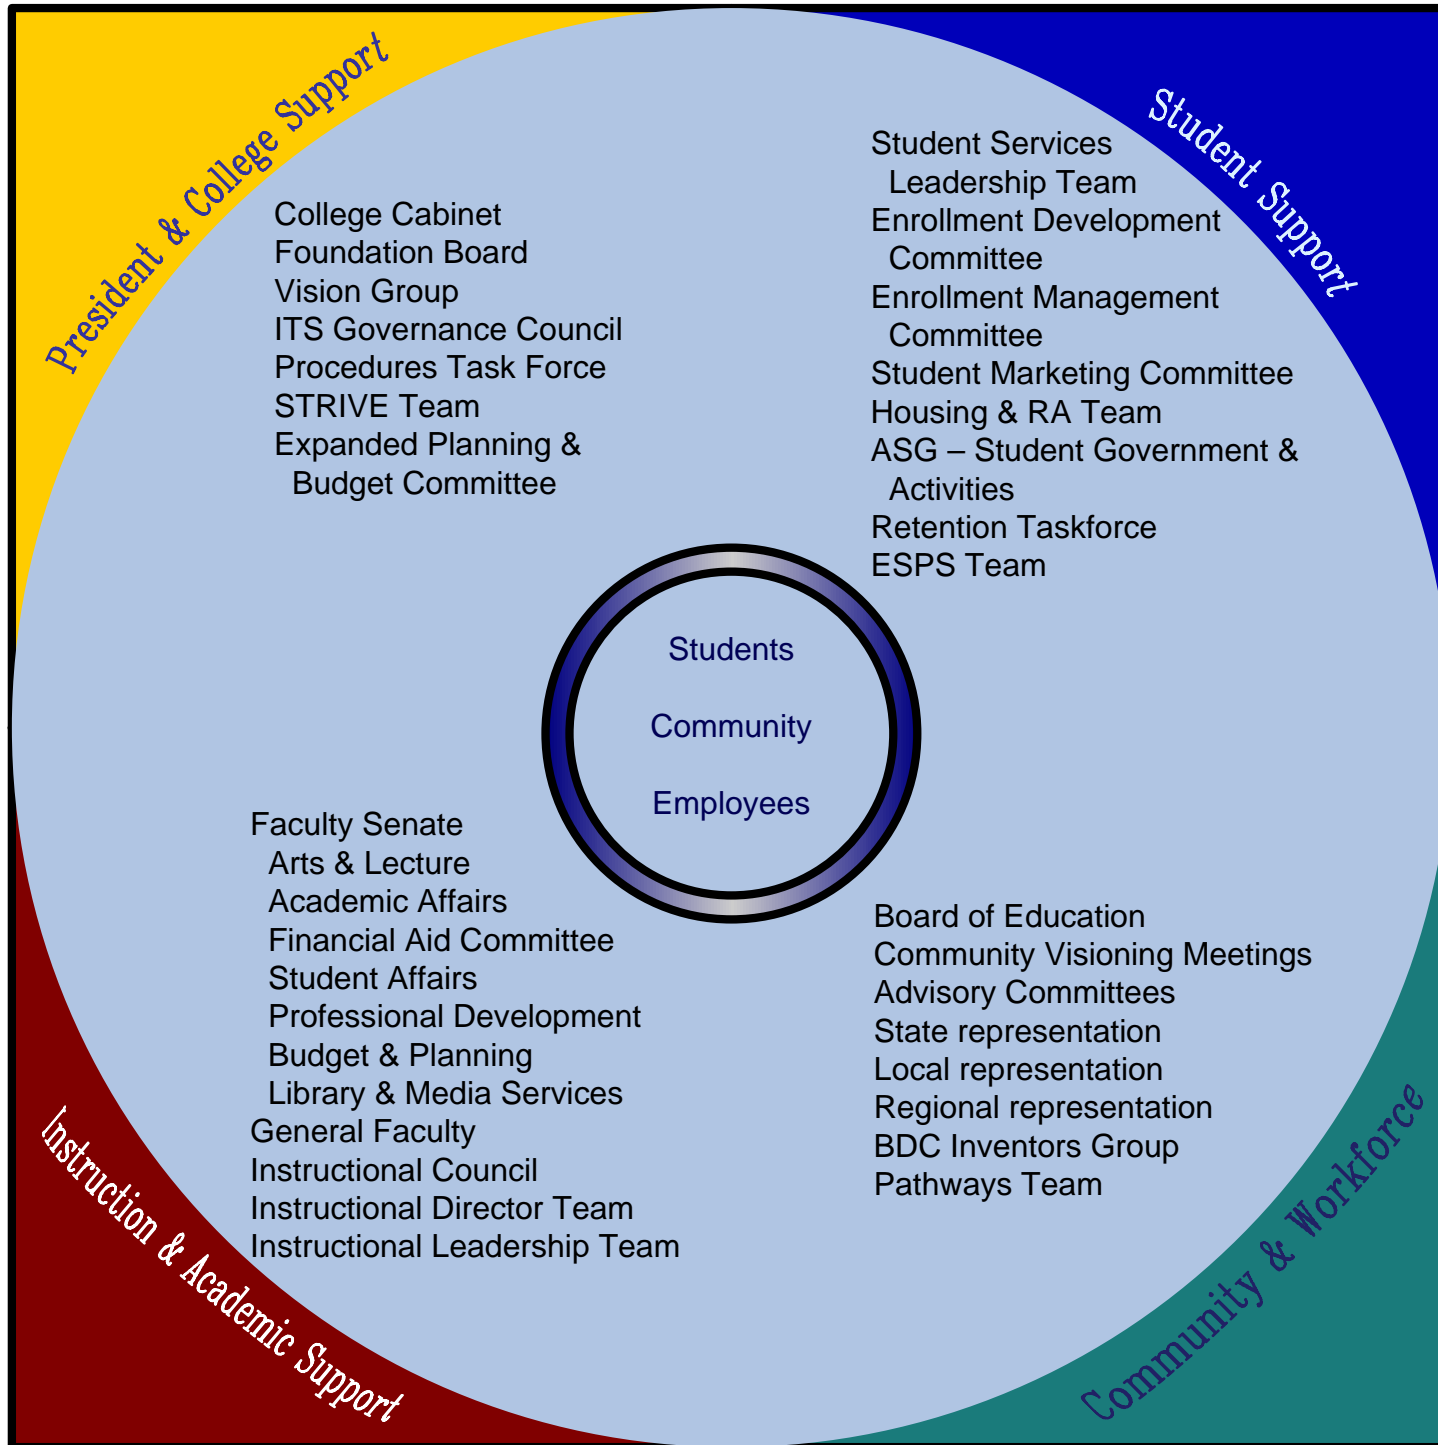 President & College Support
College Cabinet
Foundation Board
Vision Group
ITS Governance Council
Procedures Task Force
STRIVE Team
Expanded Planning &
Budget Committee
Student Support
Student Services
Leadership Team
Enrollment Development
Committee
Enrollment Management
Committee
Student Marketing Committee
Housing & RA Team
ASG – Student Government &
Activities
Retention Taskforce
ESPS Team
Students
Community
Employees
Faculty Senate
Arts & Lecture
Academic Affairs
Financial Aid Committee
Student Affairs
Professional Development
Budget & Planning
Library & Media Services
General Faculty
Instructional Council
Instructional Director Team
Instructional Leadership Team
Instruction & Academic Support
Board of Education
Community Visioning Meetings
Advisory Committees
State representation
Local representation
Regional representation
BDC Inventors Group
Pathways Team
Community & Workforce